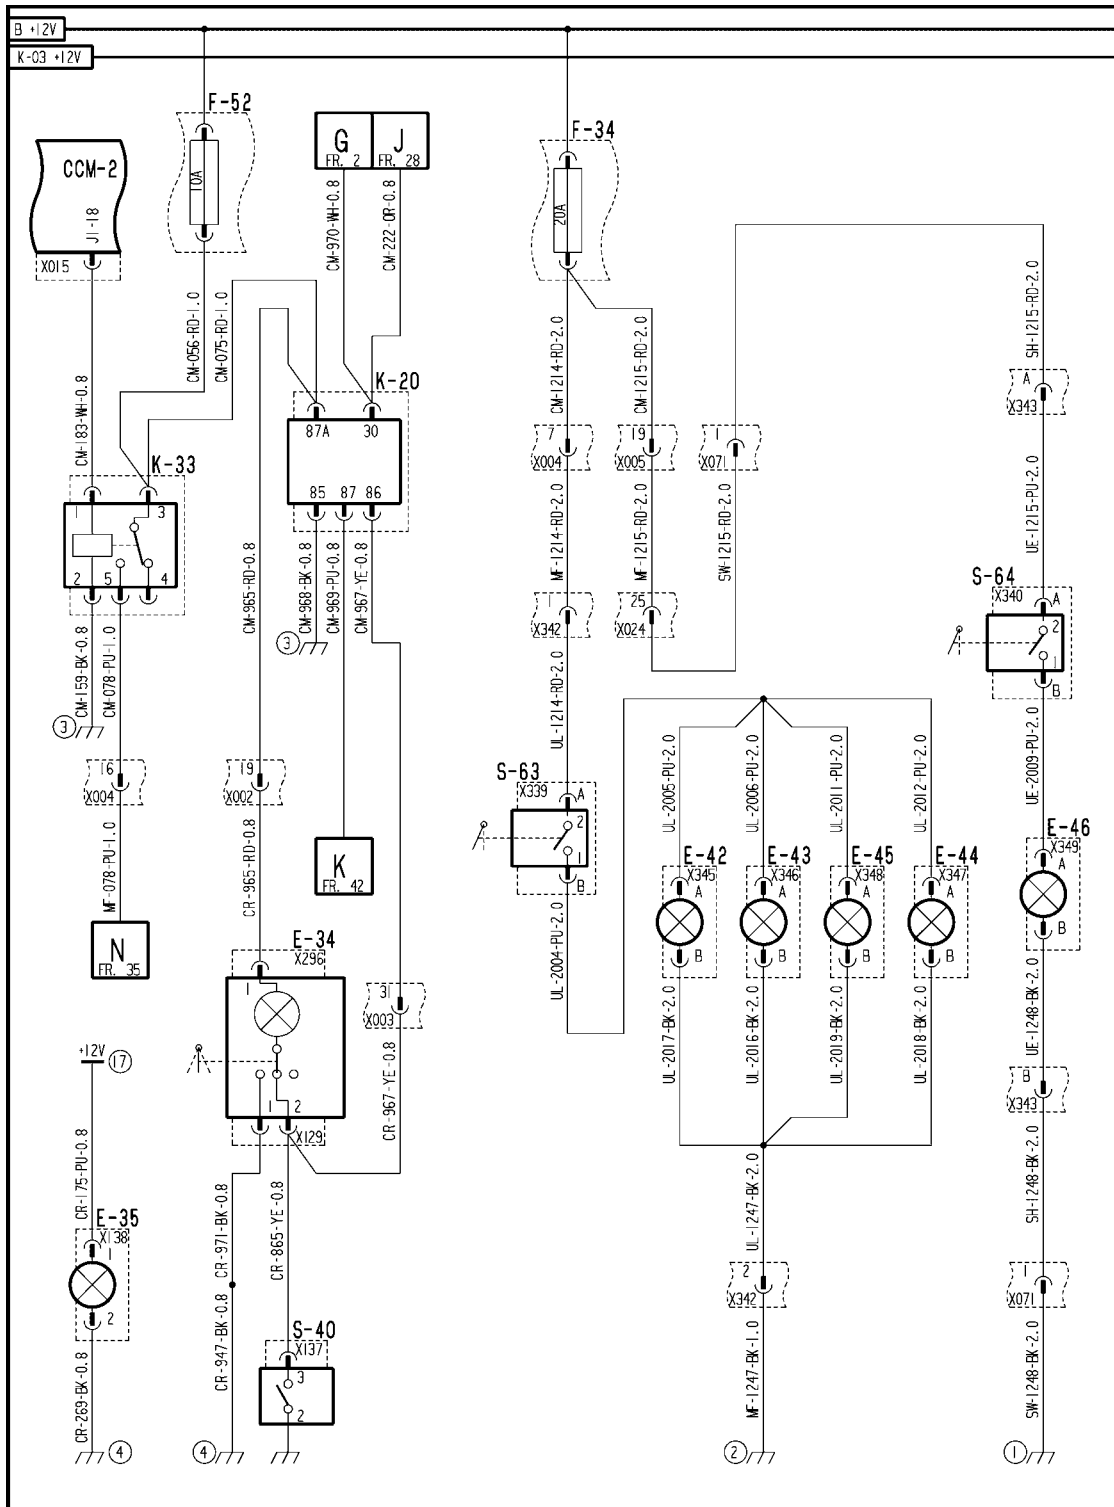 B +12V
K-03 +12V
F-52
F-34
CCM-2
J1-18
X015
10A
G
FR. 2
J
FR. 28
20A
CM-970-WH-0.8
CM-222-OR-0.8
CM-056-RD-1.0
CM-075-RD-1.0
CM-183-WH-0.8
CM-1214-RD-2.0
CM-1215-RD-2.0
SH-1215-RD-2.0
A
X343
K-20
87A
30
85
87
86
7
X004
19
X005
1
X071
K-33
1
3
2
5
4
CM-965-RD-0.8
CM-968-BK-0.8
CM-969-PU-0.8
CM-967-YE-0.8
MF-1214-RD-2.0
MF-1215-RD-2.0
SW-1215-RD-2.0
UE-1215-PU-2.0
S-64
X340
A
2
1
B
1
X342
25
X024
3
CM-159-BK-0.8
CM-078-PU-1.0
3
UL-1214-RD-2.0
UL-2005-PU-2.0
UL-2006-PU-2.0
UL-2011-PU-2.0
UL-2012-PU-2.0
UE-2009-PU-2.0
16
X004
19
X002
S-63
X339
A
2
1
B
MF-078-PU-1.0
CR-965-RD-0.8
K
FR. 42
E-42
X345
A
B
E-43
X346
A
B
E-45
X348
A
B
E-44
X347
A
B
E-46
X349
A
B
N
FR. 35
E-34
X296
1
31
X003
UL-2004-PU-2.0
UL-2017-BK-2.0
UL-2016-BK-2.0
UL-2019-BK-2.0
UL-2018-BK-2.0
UE-1248-BK-2.0
+12V
17
1
2
X129
CR-967-YE-0.8
B
X343
CR-175-PU-0.8
CR-971-BK-0.8
CR-865-YE-0.8
UL-1247-BK-2.0
SH-1248-BK-2.0
E-35
X138
1
2
2
X342
1
X071
S-40
X137
3
2
CR-269-BK-0.8
CR-947-BK-0.8
MF-1247-BK-1.0
SW-1248-BK-2.0
4
4
2
1